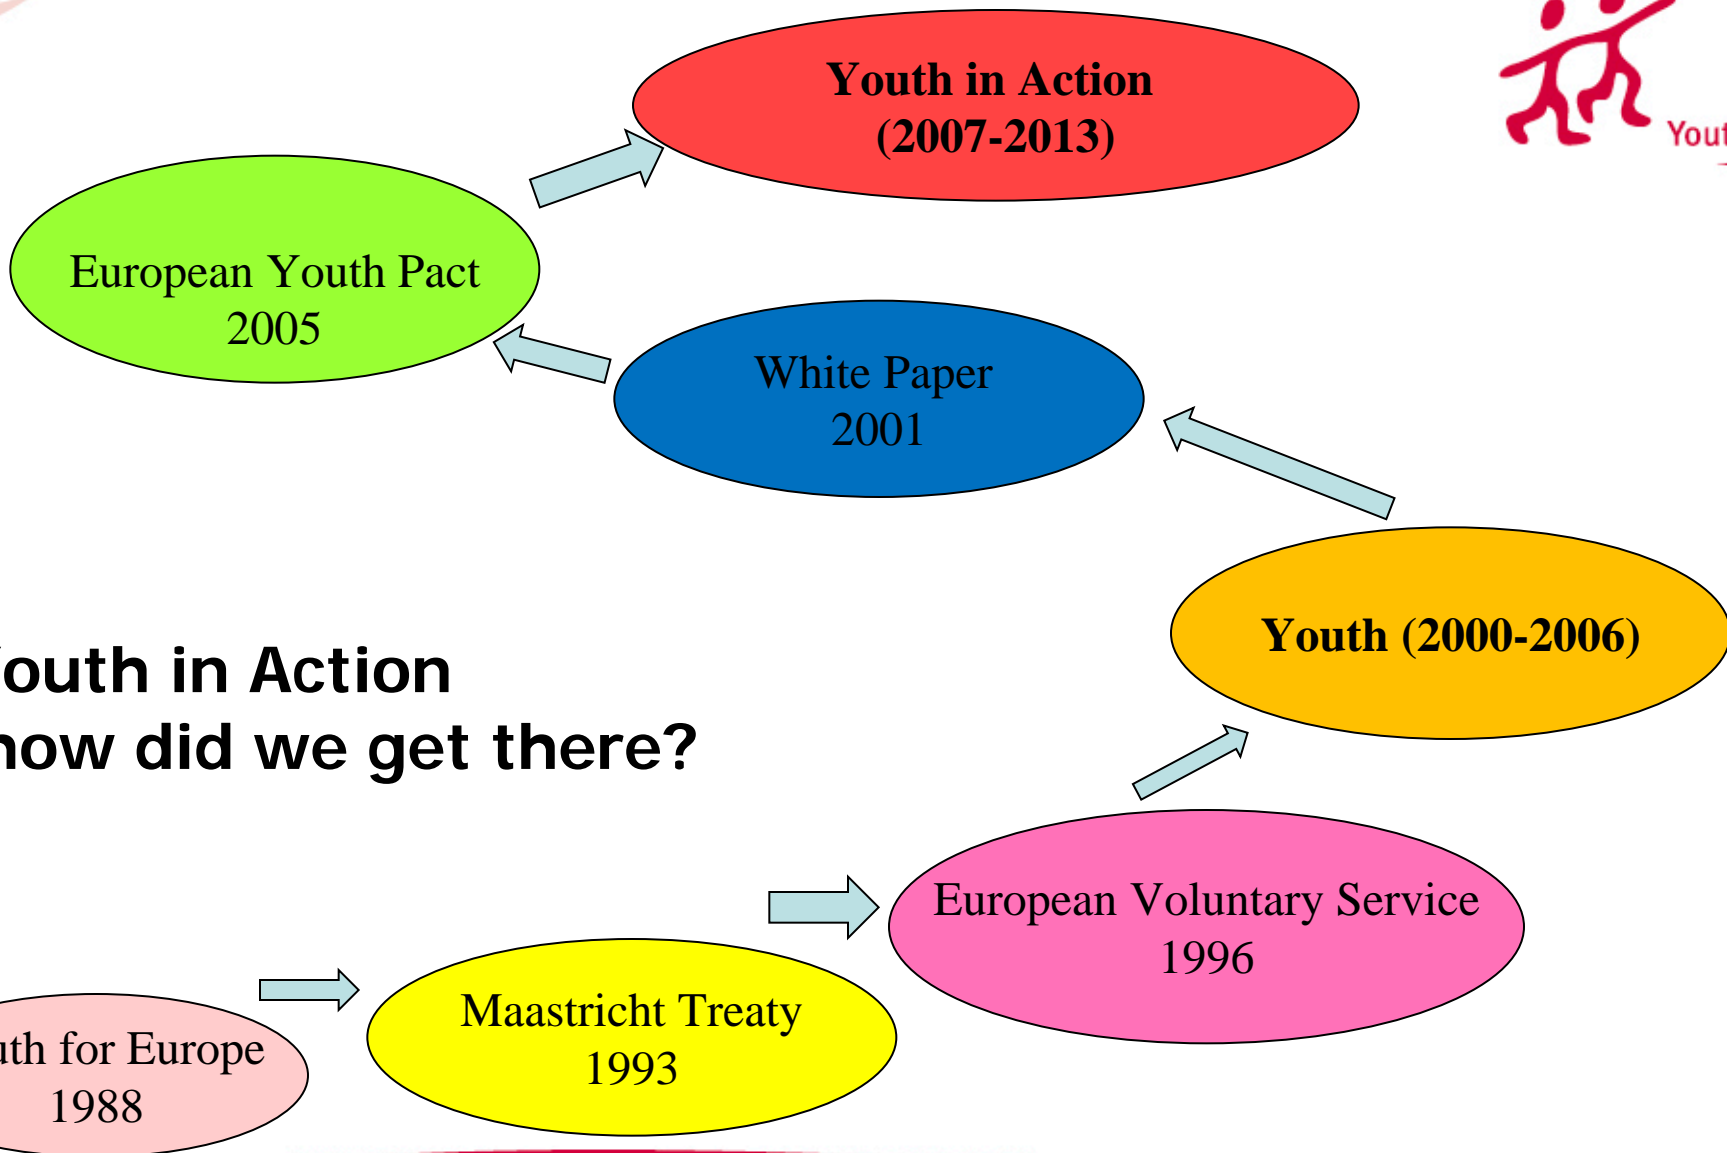 Youth in Action
(2007-2013)
European Youth Pact
2005
White Paper
2001
Youth (2000-2006)
outh in Action
how did we get there?
European Voluntary Service
1996
Maastricht Treaty
1993
uth for Europe
1988
Yout